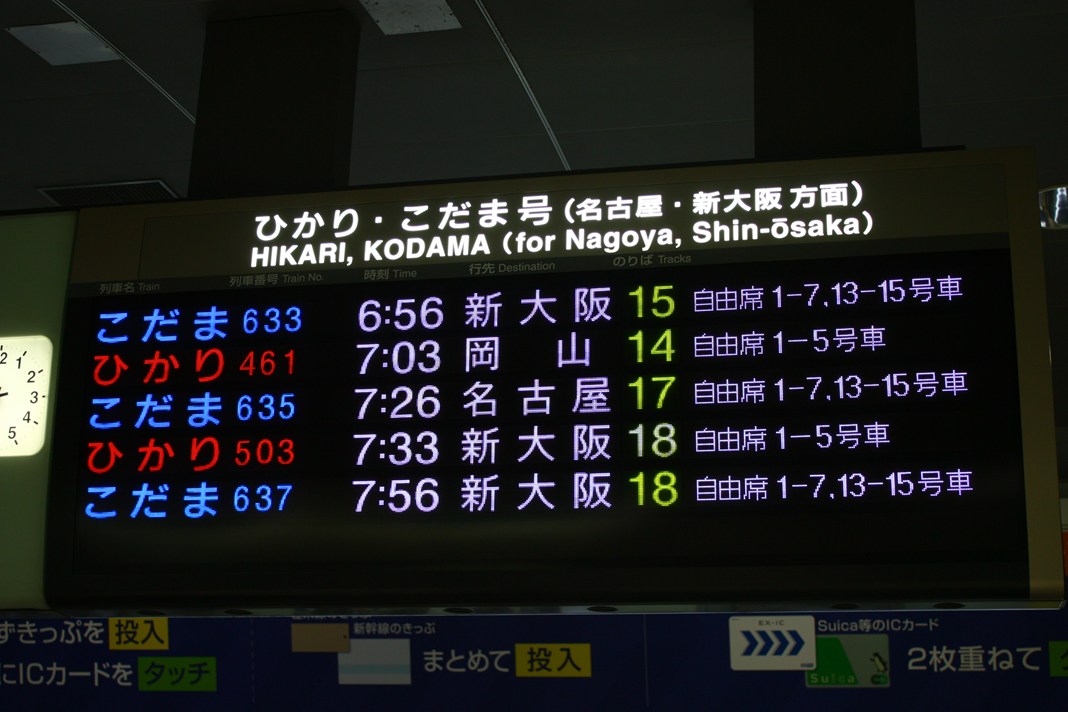 ひかり・こだま号（名古屋・新大阪 方面）
HIKARI, KODAMA (for Nagoya, Shin-ōsaka)
列車名 Train 列車番号 Train No. 時刻 Time 行先 Destination のりば Tracks
こだま 633 6:56 新大阪 15 自由席 1-7,13-15号車
ひかり 461 7:03 岡山 14 自由席 1-5号車
こだま 635 7:26 名古屋 17 自由席 1-7,13-15号車
ひかり 503 7:33 新大阪 18 自由席 1-5号車
こだま 637 7:56 新大阪 18 自由席 1-7,13-15号車
2 1 2 3 4 5
ずきっぷを 投入
にICカードを タッチ
新幹線のきっぷ
まとめて 投入
EX-IC
Suica等のICカード
Suica
2枚重ねて